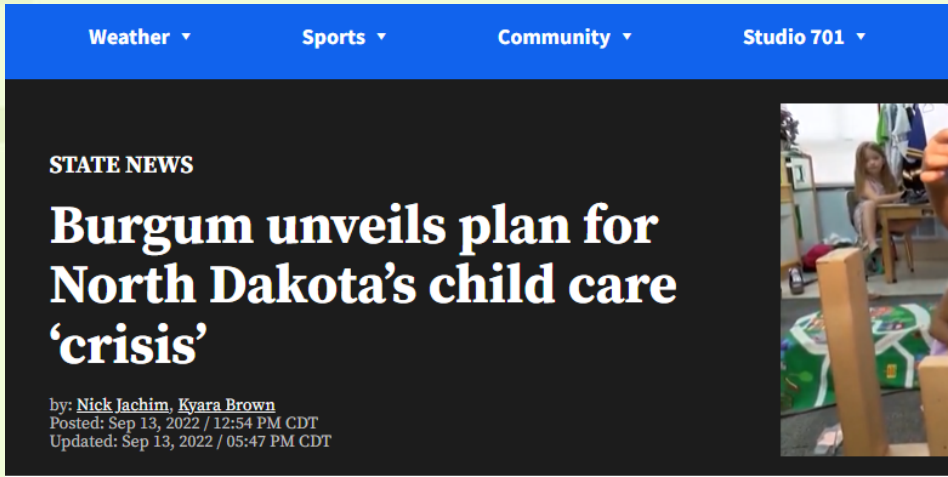 Weather ▼ Sports ▼ Community ▼ Studio 701 ▼
STATE NEWS
Burgum unveils plan for
North Dakota’s child care
‘crisis’
by: Nick Jachim, Kyara Brown
Posted: Sep 13, 2022 / 12:54 PM CDT
Updated: Sep 13, 2022 / 05:47 PM CDT